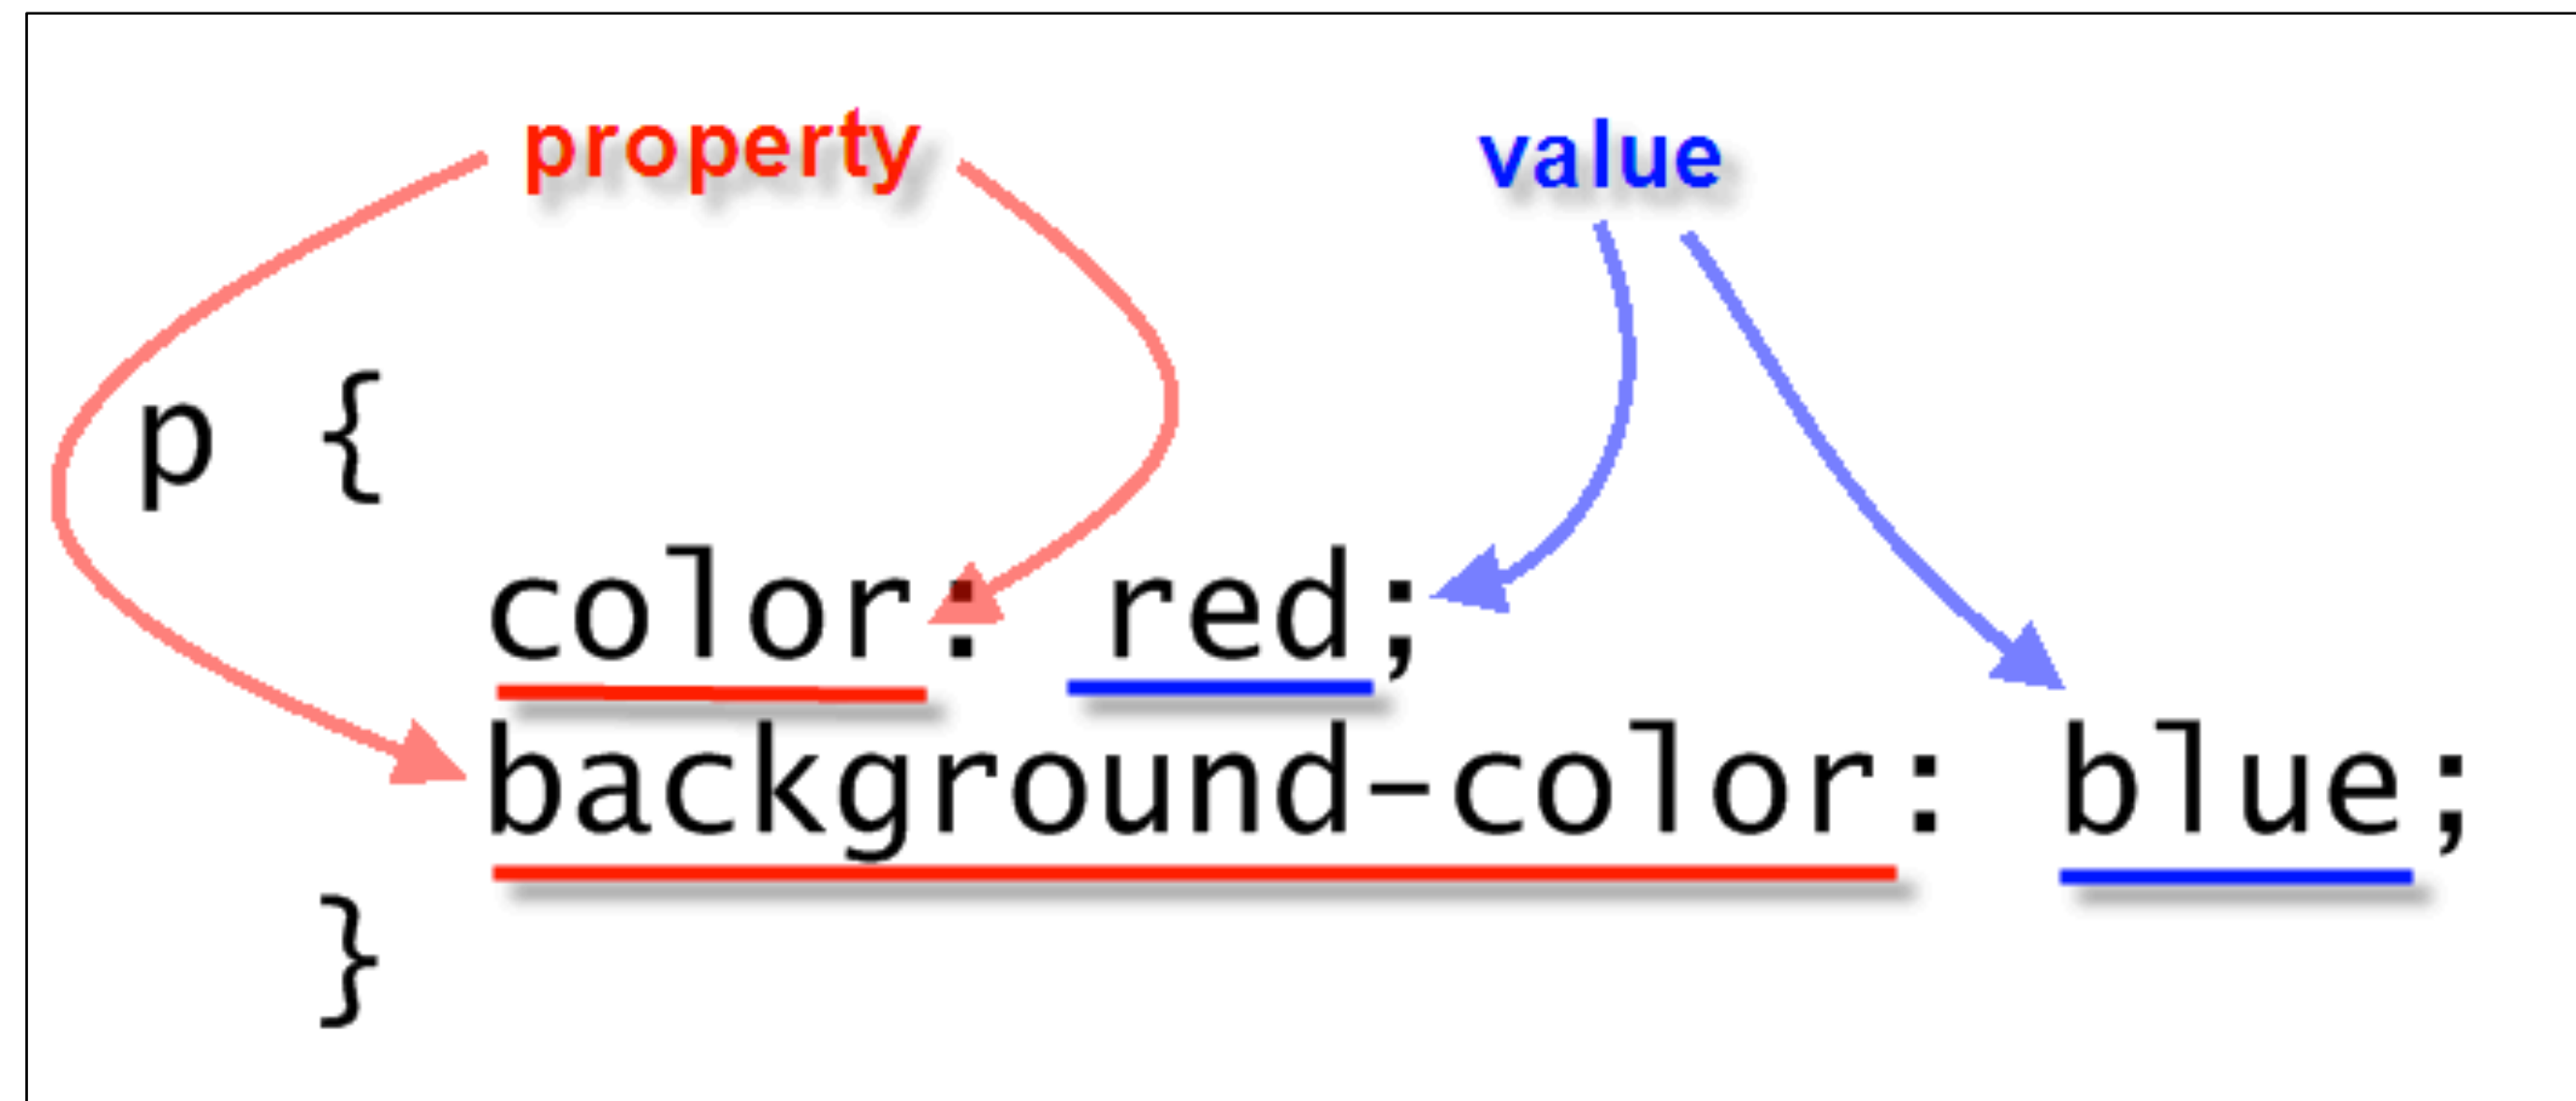 property value
p {
color: red;
background-color: blue;
}